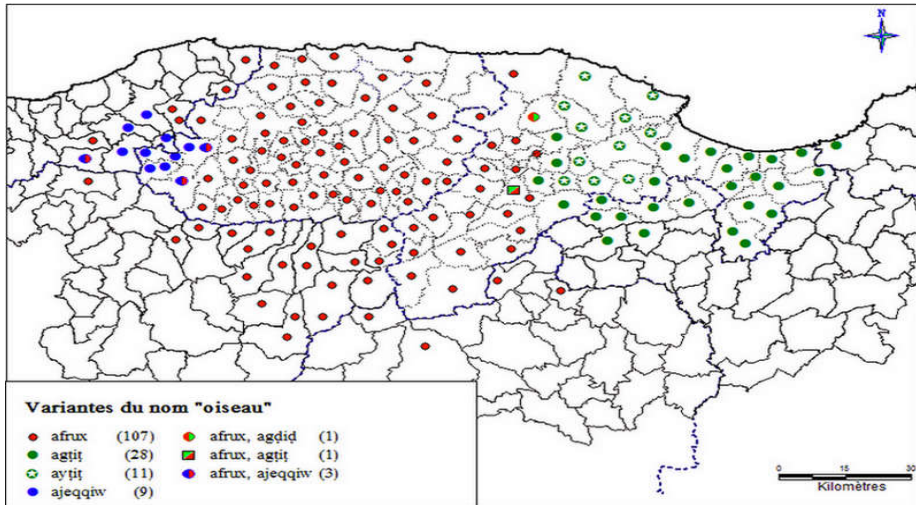 N
Variantes du nom "oiseau"
afrux (107) afrux, agḍiḍ (1)
agṭiṭ (28) afrux, agṭiṭ (1)
ayṭiṭ (11) afrux, ajeqqiw (3)
ajeqqiw (9)
0 15 30
Kilomètres